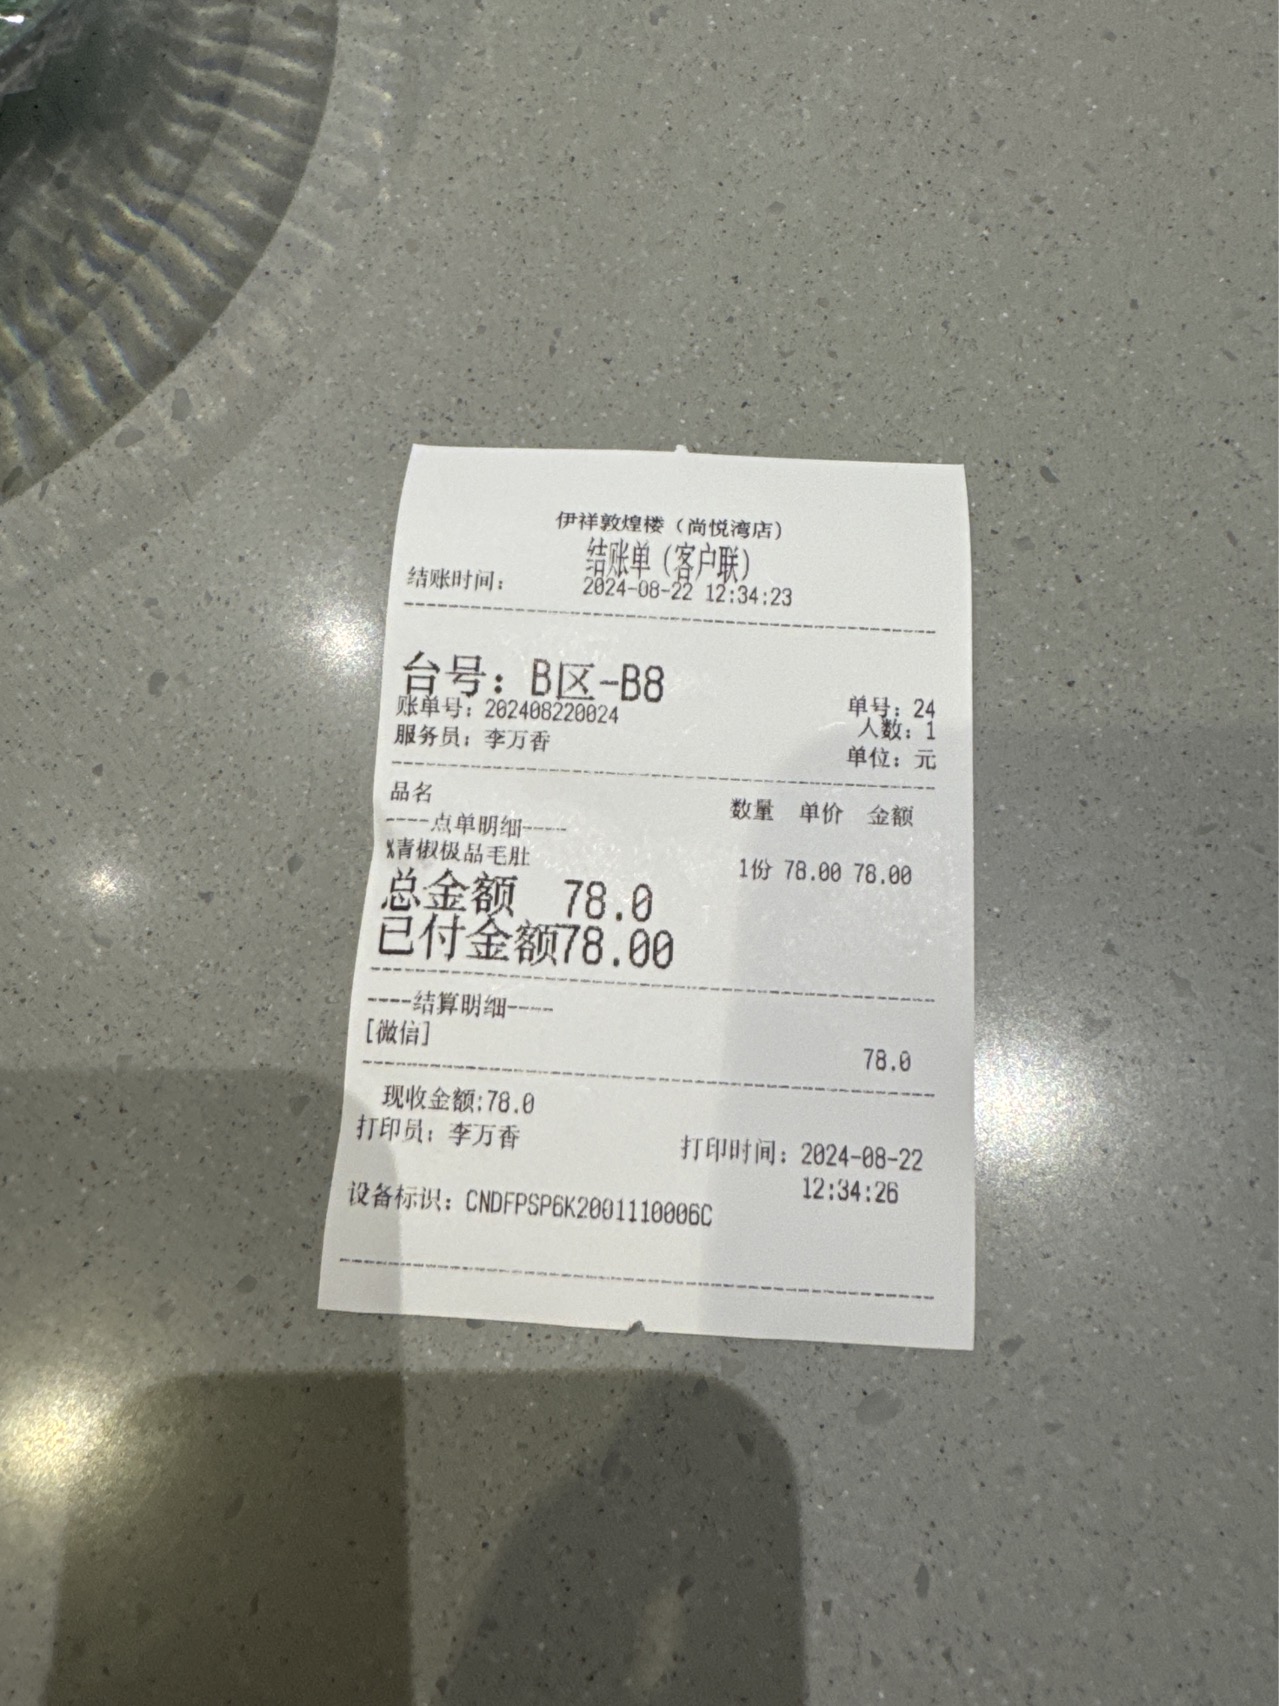 伊祥敦煌楼（尚悦湾店）
结账单（客户联）
结账时间： 2024-08-22 12:34:23
台号：B区-B8
账单号：202408220024 单号：24
人数：1
服务员：李万香 单位：元
品名 数量 单价 金额
----点单明细----
%青椒极品毛肚 1份 78.00 78.00
总金额 78.0
已付金额78.00
----结算明细----
[微信] 78.0
现收金额:78.0
打印员：李万香 打印时间：2024-08-22
12:34:26
设备标识：CNDFPSP6K2001110006C